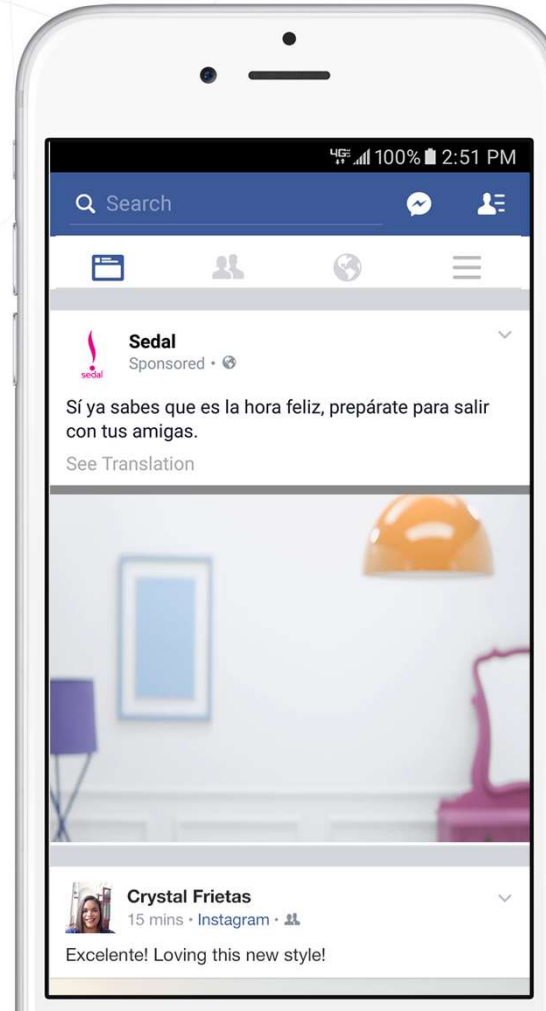 4G 100% 2:51 PM
Search
Sedal
sedal
Sponsored •
Sí ya sabes que es la hora feliz, prepárate para salir
con tus amigas.
See Translation
Crystal Frietas
15 mins • Instagram •
Excelente! Loving this new style!